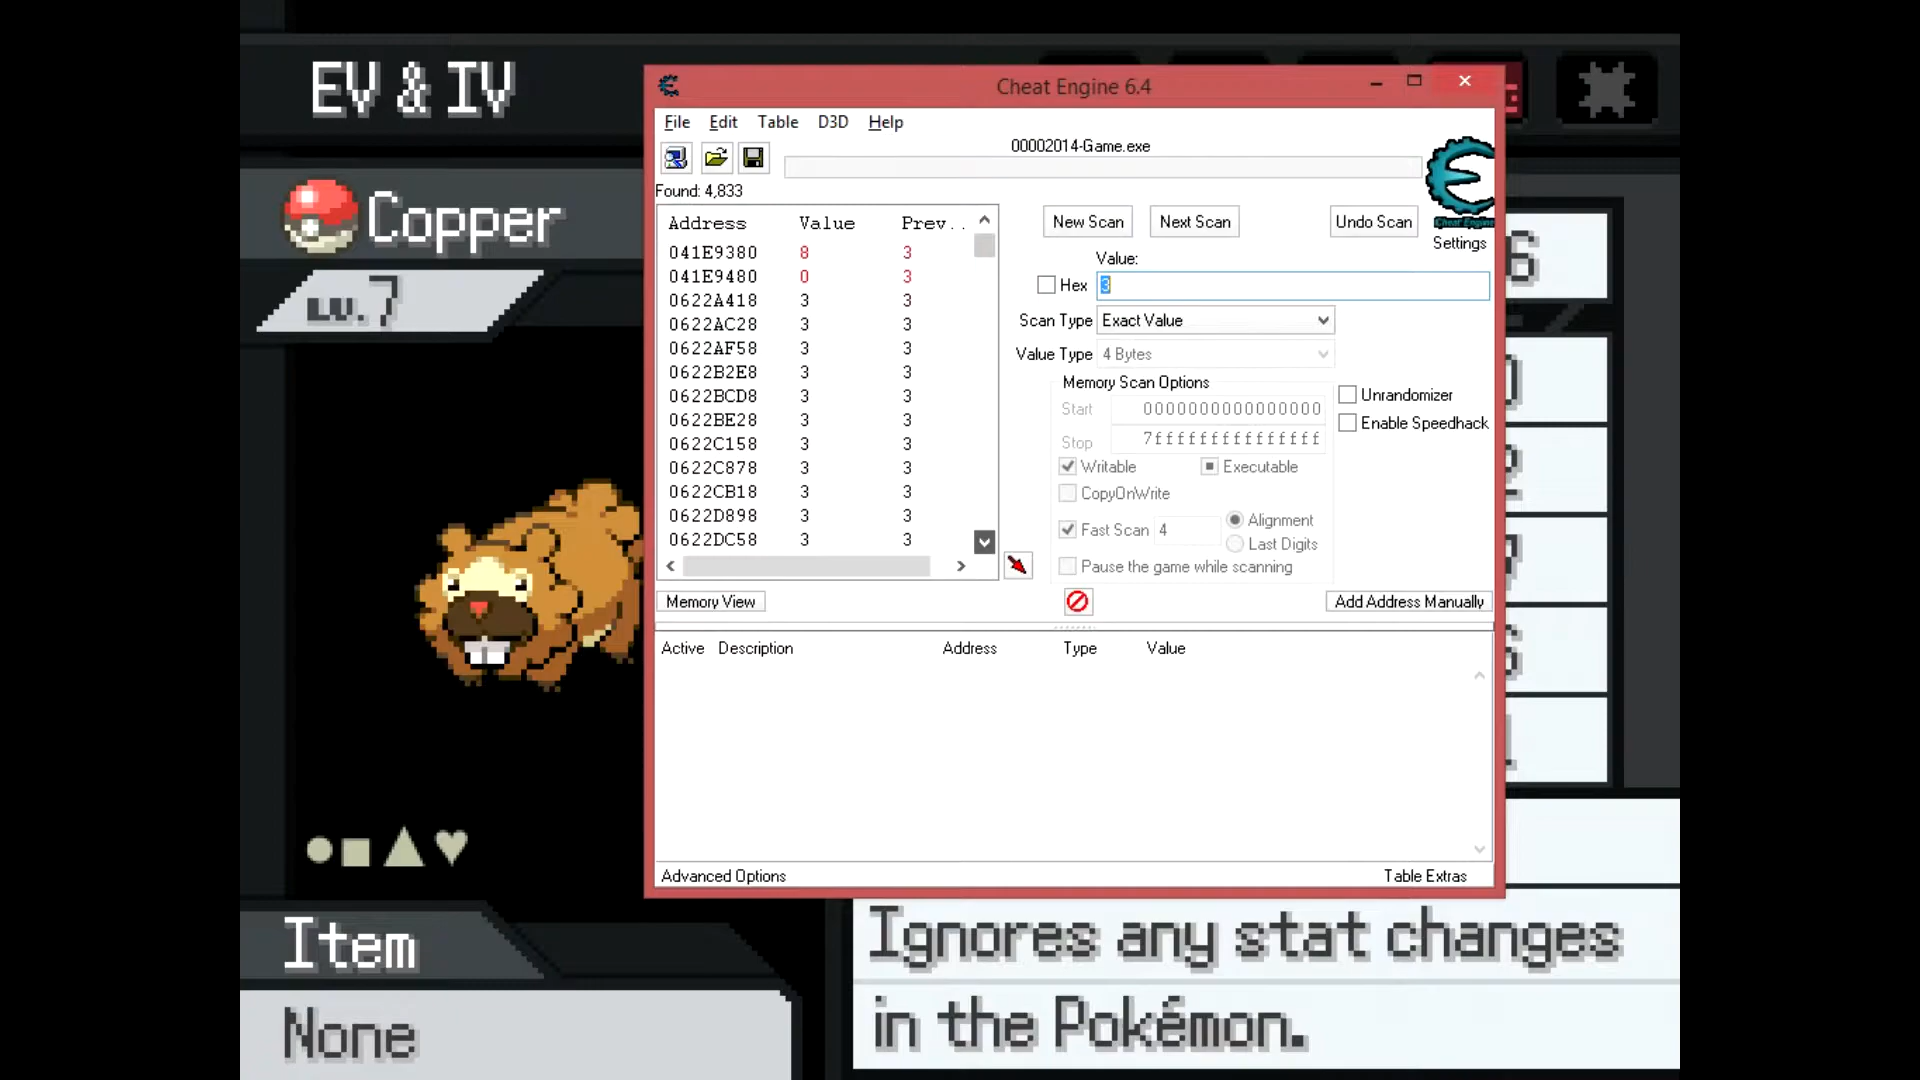 EV & IV
Copper
Lv.7
Item
None
Cheat Engine 6.4
File Edit Table D3D Help
00002014-Game.exe
Found: 4,833
Address Value Prev..
041E9380 8 3
041E9480 0 3
0622A418 3 3
0622AC28 3 3
0622AF58 3 3
0622B2E8 3 3
0622BCD8 3 3
0622BE28 3 3
0622C158 3 3
0622C878 3 3
0622CB18 3 3
0622D898 3 3
0622DC58 3 3
Memory View
New Scan Next Scan Undo Scan
Cheat Engine
Settings
Value:
Hex 3
Scan Type Exact Value
Value Type 4 Bytes
Memory Scan Options
Start 0000000000000000
Stop 7fffffffffffffff
Writable Executable
CopyOnWrite
Fast Scan 4 Alignment
Last Digits
Pause the game while scanning
Unrandomizer
Enable Speedhack
Add Address Manually
Active Description Address Type Value
Advanced Options Table Extras
Ignores any stat changes
in the Pokémon.